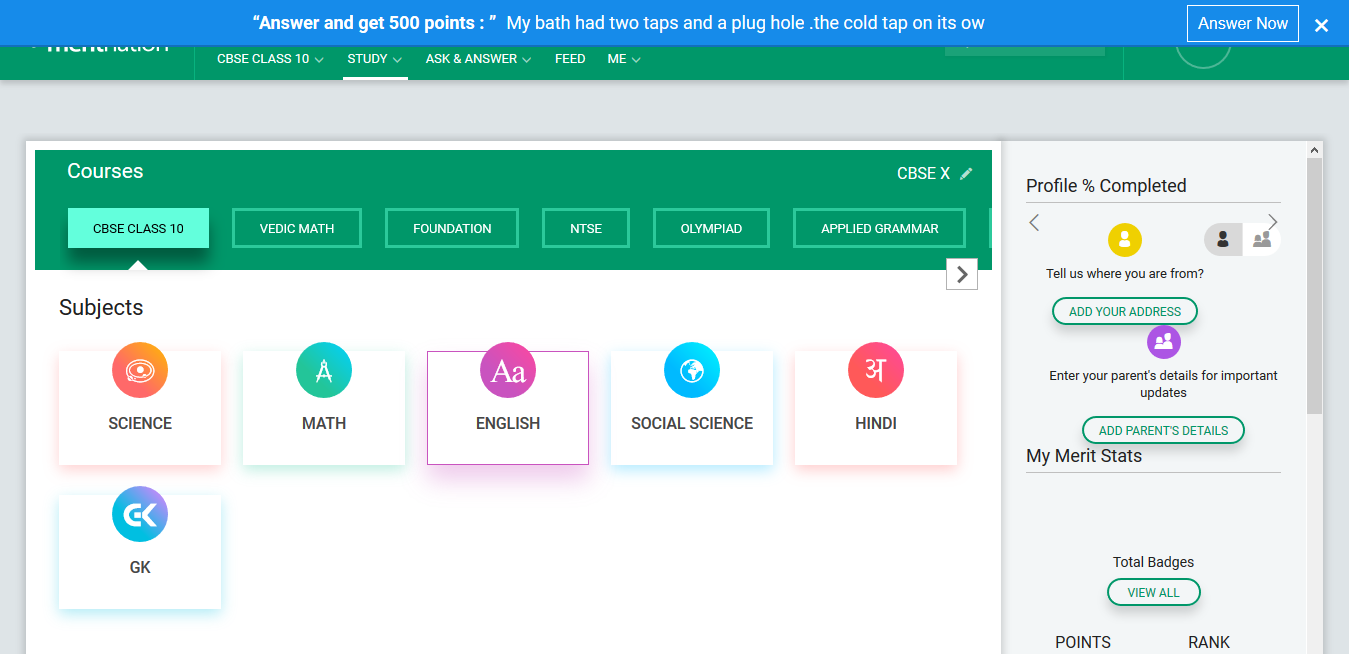 “Answer and get 500 points : ” My bath had two taps and a plug hole .the cold tap on its ow
Answer Now
meritnation
CBSE CLASS 10
STUDY
ASK & ANSWER
FEED
ME
Courses
CBSE X
CBSE CLASS 10
VEDIC MATH
FOUNDATION
NTSE
OLYMPIAD
APPLIED GRAMMAR
Subjects
SCIENCE
MATH
Aa
ENGLISH
SOCIAL SCIENCE
अ
HINDI
GK
GK
Profile % Completed
Tell us where you are from?
ADD YOUR ADDRESS
Enter your parent's details for important
updates
ADD PARENT'S DETAILS
My Merit Stats
Total Badges
VIEW ALL
POINTS
RANK